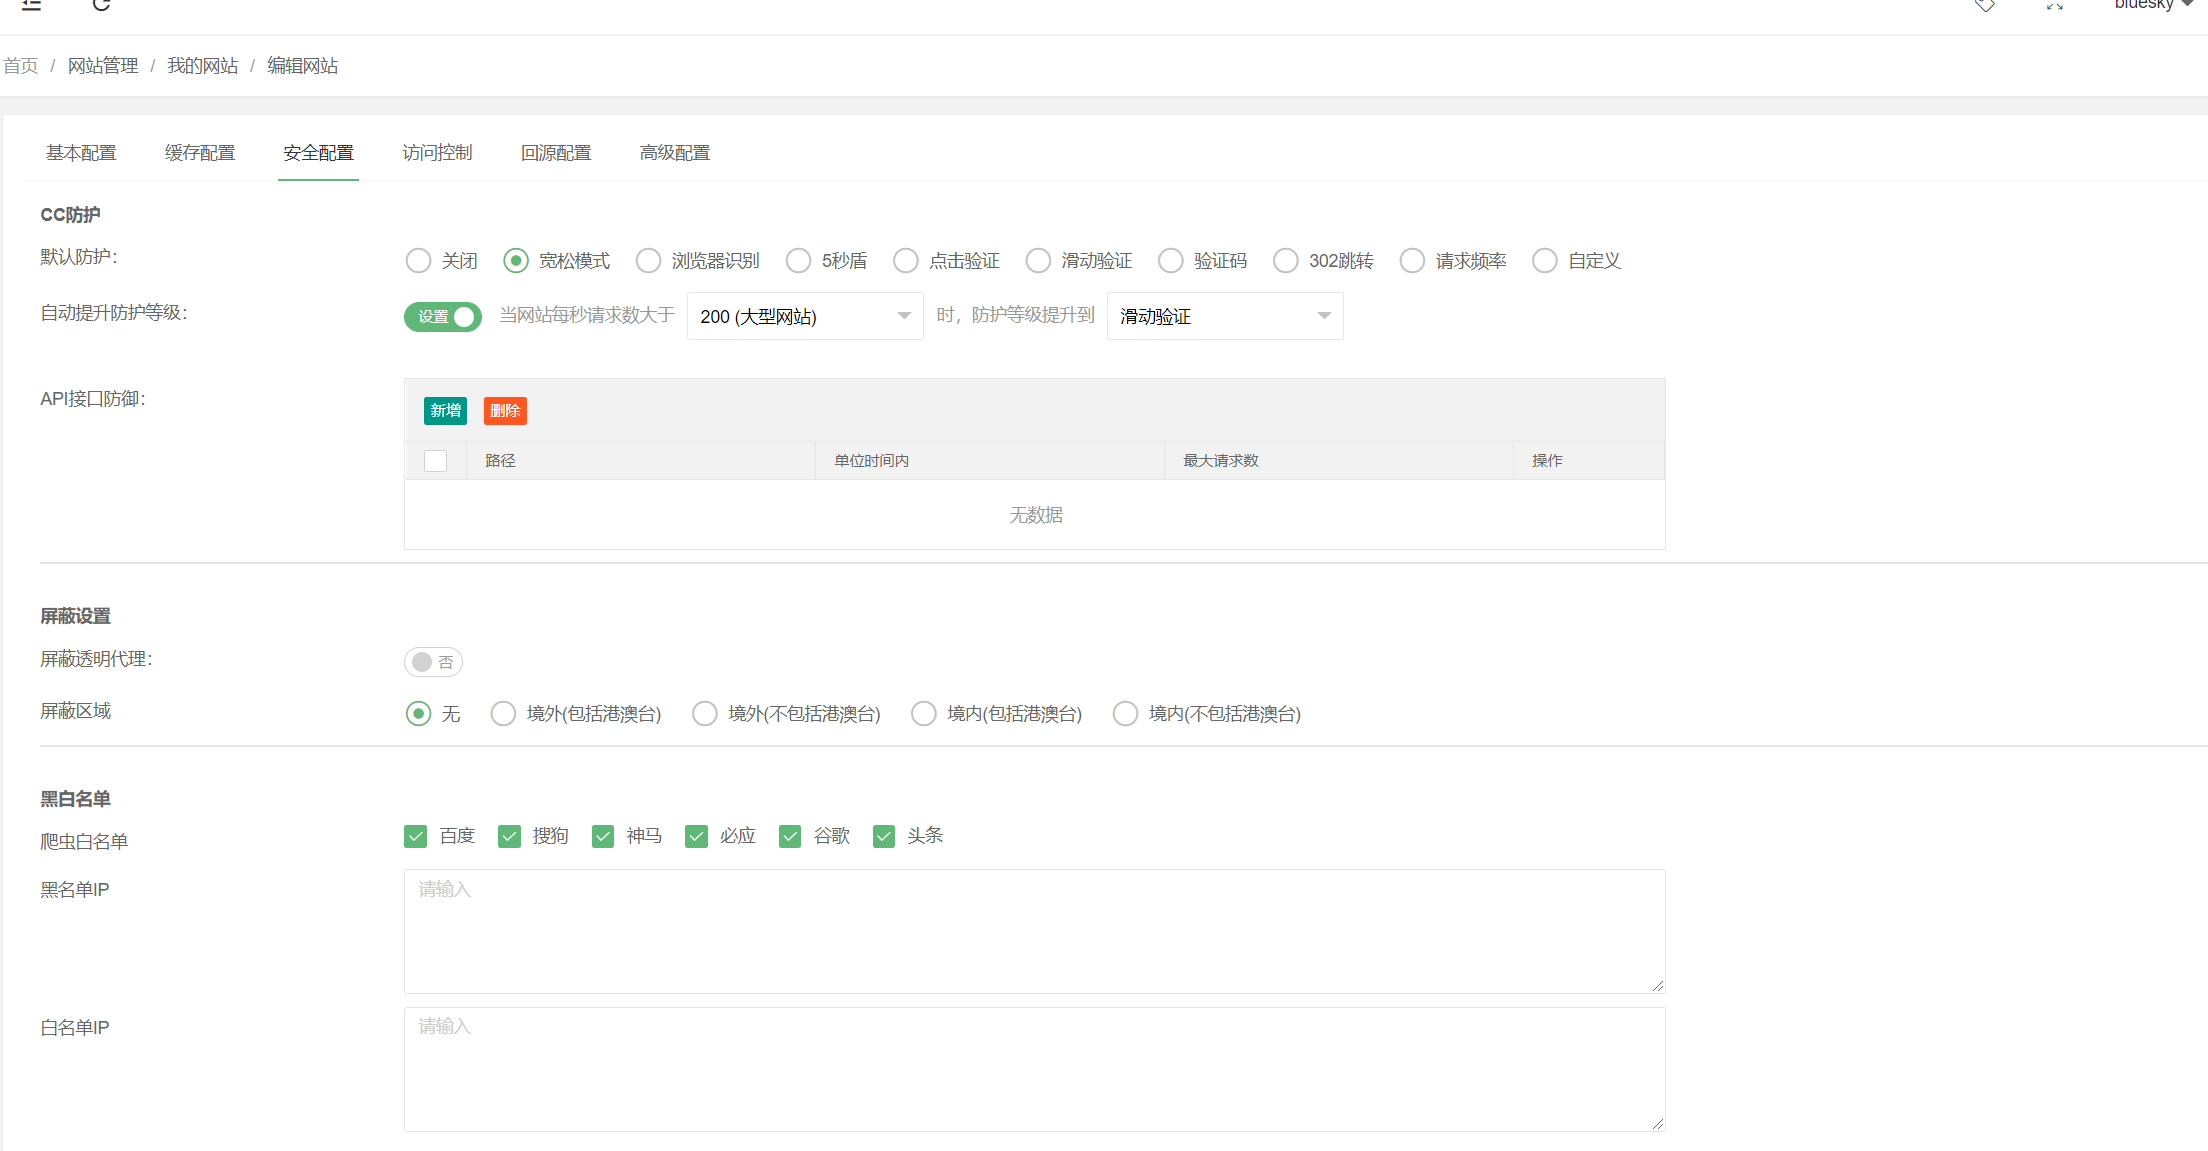 bluesky
首页 / 网站管理 / 我的网站 / 编辑网站
基本配置 缓存配置 安全配置 访问控制 回源配置 高级配置
CC防护
默认防护: 关闭 宽松模式 浏览器识别 5秒盾 点击验证 滑动验证 验证码 302跳转 请求频率 自定义
自动提升防护等级: 设置 当网站每秒请求数大于 200 (大型网站) 时，防护等级提升到 滑动验证
API接口防御:
新增 删除
路径 单位时间内 最大请求数 操作
无数据
屏蔽设置
屏蔽透明代理: 否
屏蔽区域 无 境外(包括港澳台) 境外(不包括港澳台) 境内(包括港澳台) 境内(不包括港澳台)
黑白名单
爬虫白名单 百度 搜狗 神马 必应 谷歌 头条
黑名单IP 请输入
白名单IP 请输入